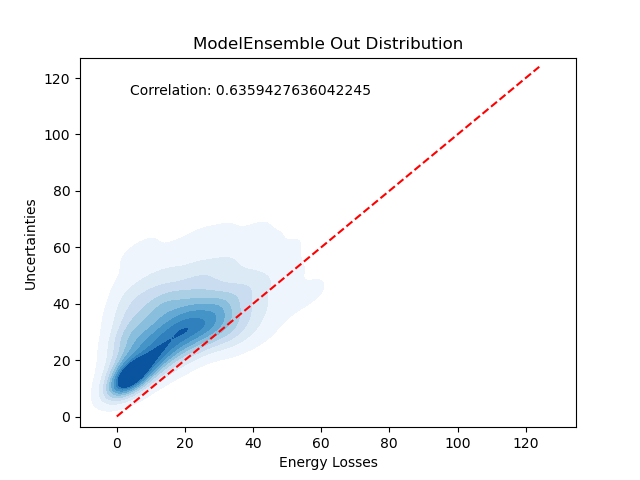 ModelEnsemble Out Distribution
Correlation: 0.6359427636042245
120
100
80
60
40
20
0
Uncertainties
0 20 40 60 80 100 120
Energy Losses